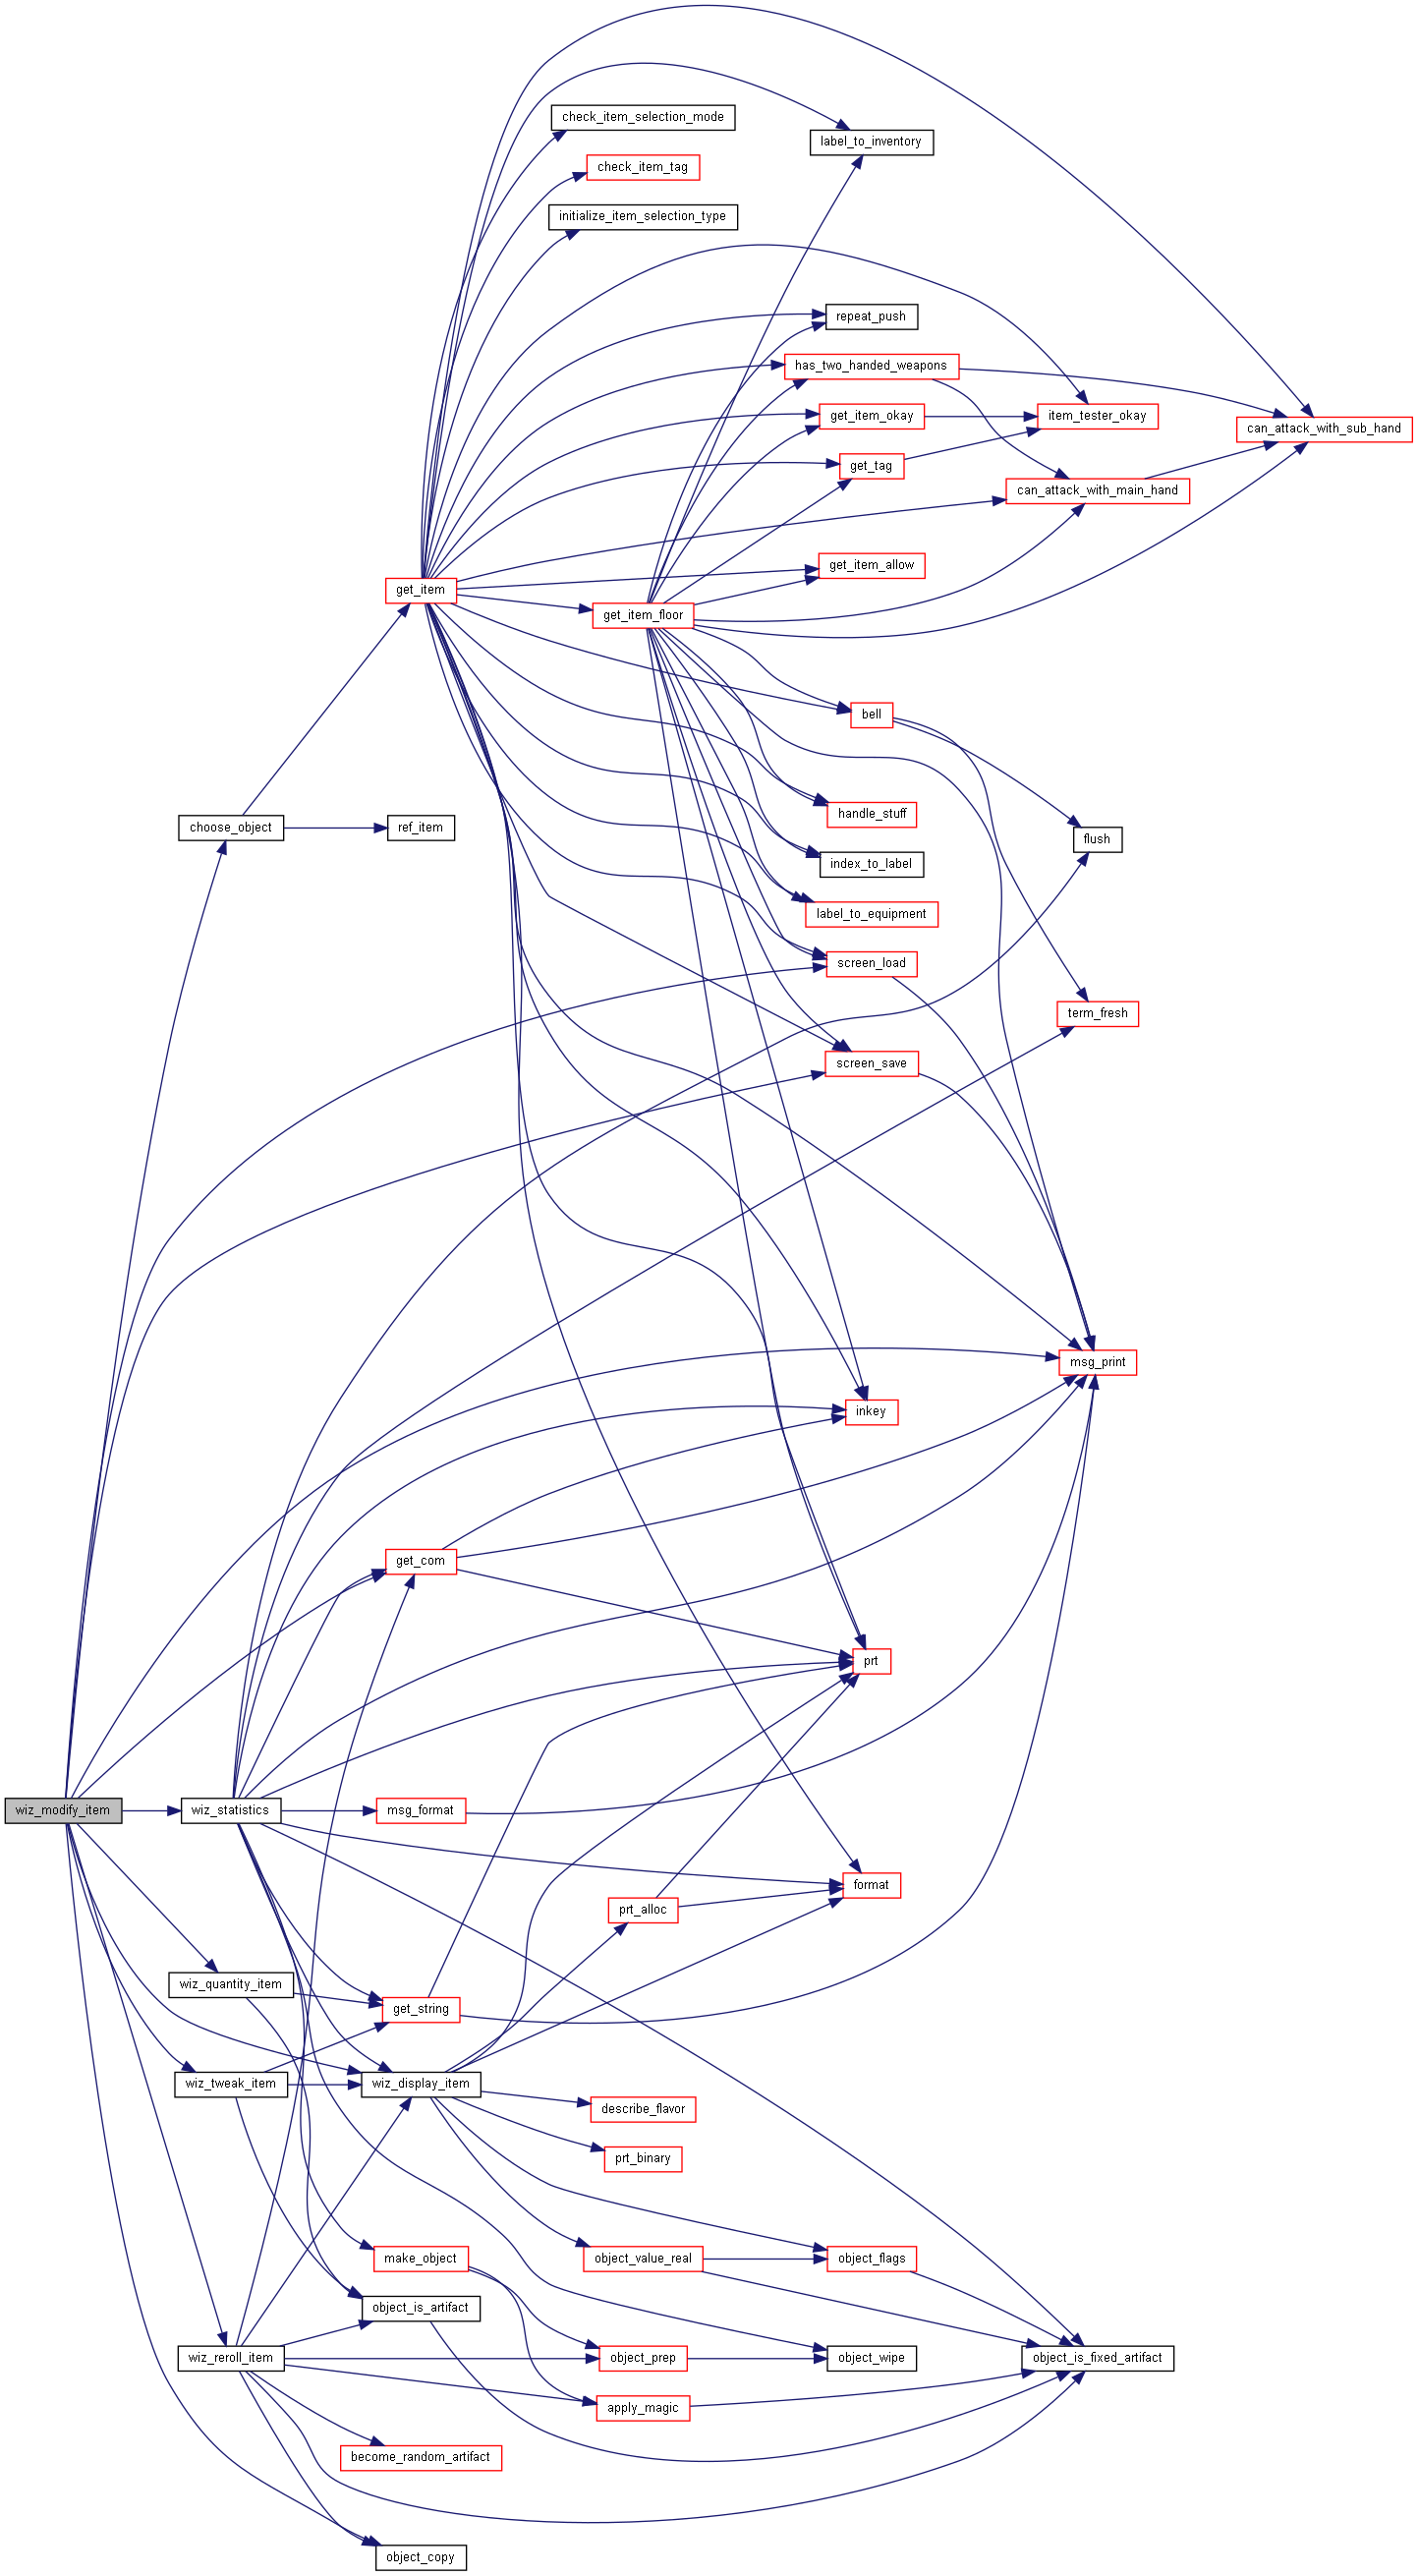 check_item_selection_mode
label_to_inventory
check_item_tag
initialize_item_selection_type
repeat_push
has_two_handed_weapons
get_item_okay
item_tester_okay
can_attack_with_sub_hand
get_tag
can_attack_with_main_hand
get_item_allow
get_item
get_item_floor
bell
handle_stuff
choose_object
ref_item
flush
index_to_label
label_to_equipment
screen_load
term_fresh
screen_save
msg_print
inkey
get_com
prt
wiz_modify_item
wiz_statistics
msg_format
format
prt_alloc
wiz_quantity_item
get_string
wiz_tweak_item
wiz_display_item
describe_flavor
prt_binary
make_object
object_value_real
object_flags
object_is_artifact
wiz_reroll_item
object_prep
object_wipe
object_is_fixed_artifact
apply_magic
become_random_artifact
object_copy